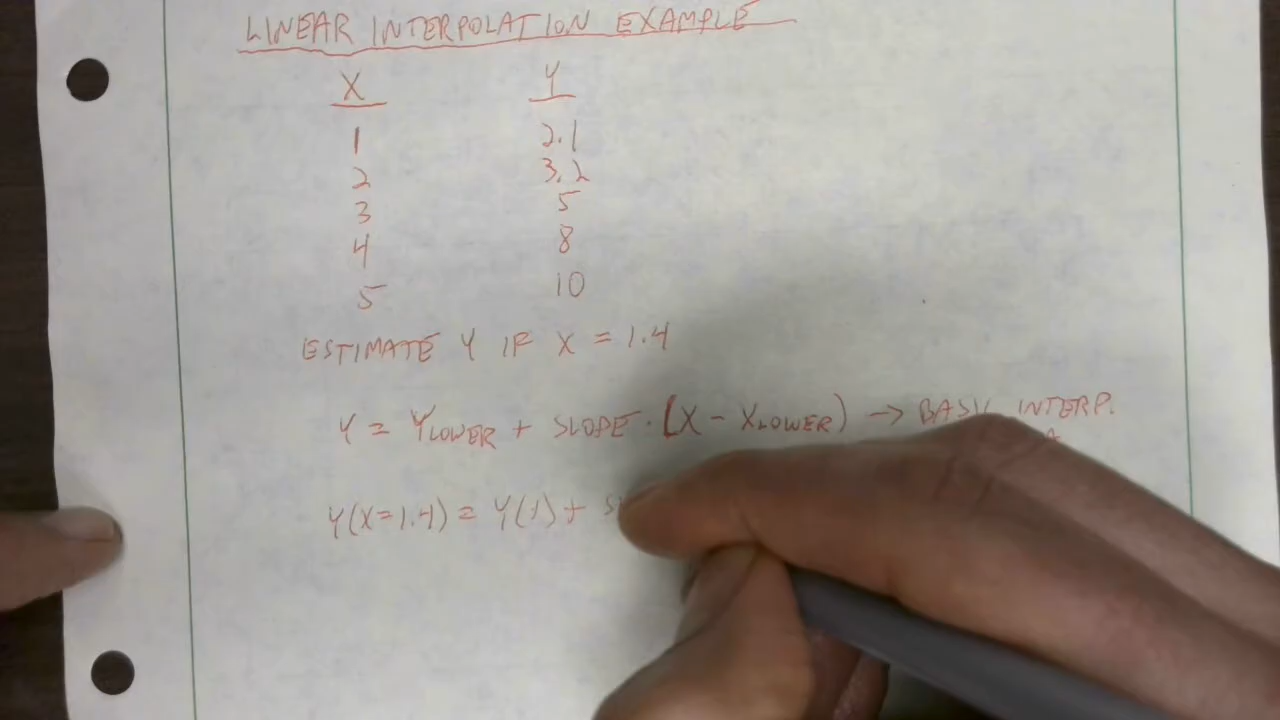 LINEAR INTERPOLATION EXAMPLE
X Y
1 2.1
2 3.2
3 5
4 8
5 10
ESTIMATE Y IF X = 1.4
Y = YLOWER + SLOPE · (X - XLOWER) → BASIC INTERP.
Y(X=1.4) = Y(1) +